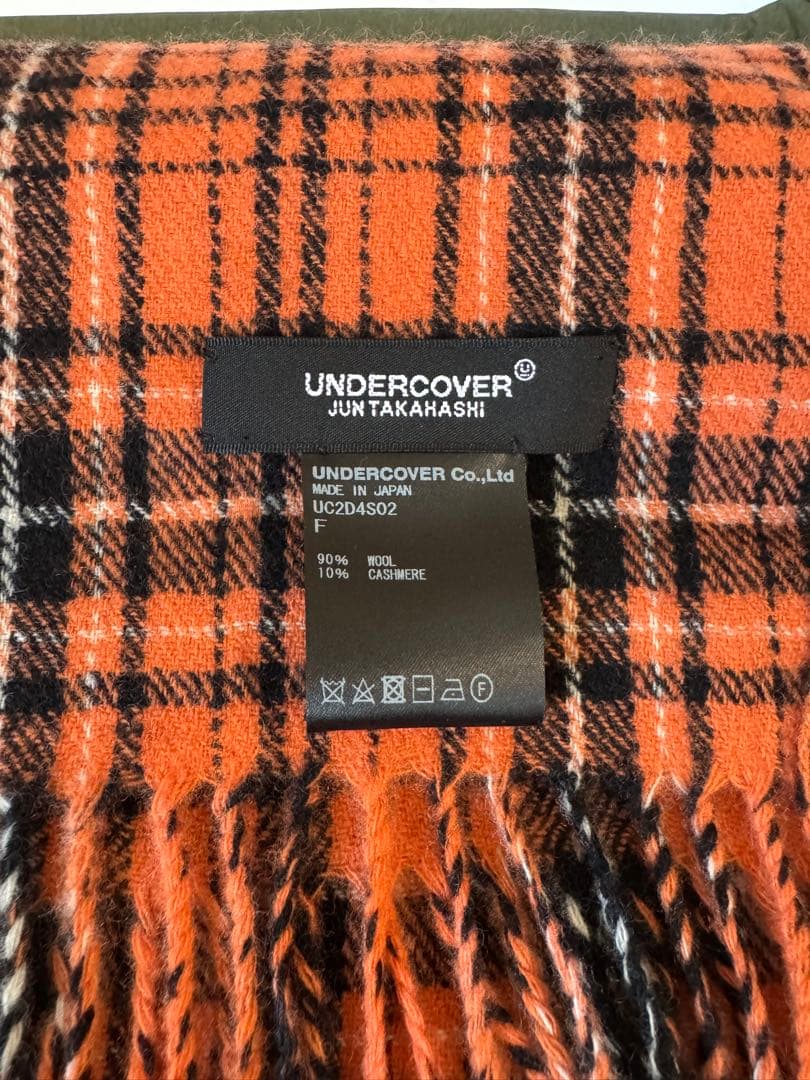 UNDERCOVER
JUN TAKAHASHI
UNDERCOVER Co.,Ltd
MADE IN JAPAN
UC2D4S02
F
90% WOOL
10% CASHMERE
F